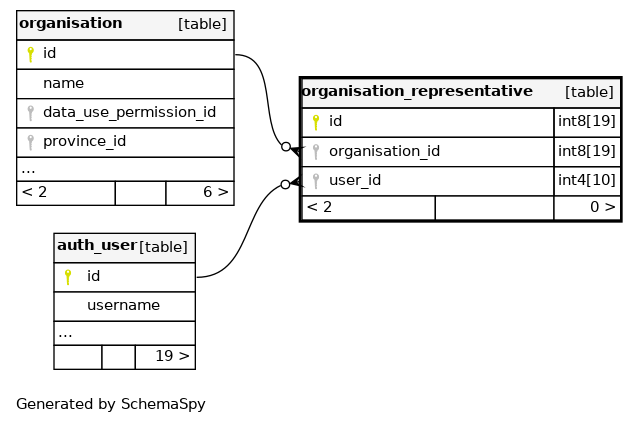 organisation [table]
id
name
data_use_permission_id
province_id
...
< 2 6 >
organisation_representative [table]
id int8[19]
organisation_id int8[19]
user_id int4[10]
< 2 0 >
auth_user [table]
id
username
...
19 >
Generated by SchemaSpy